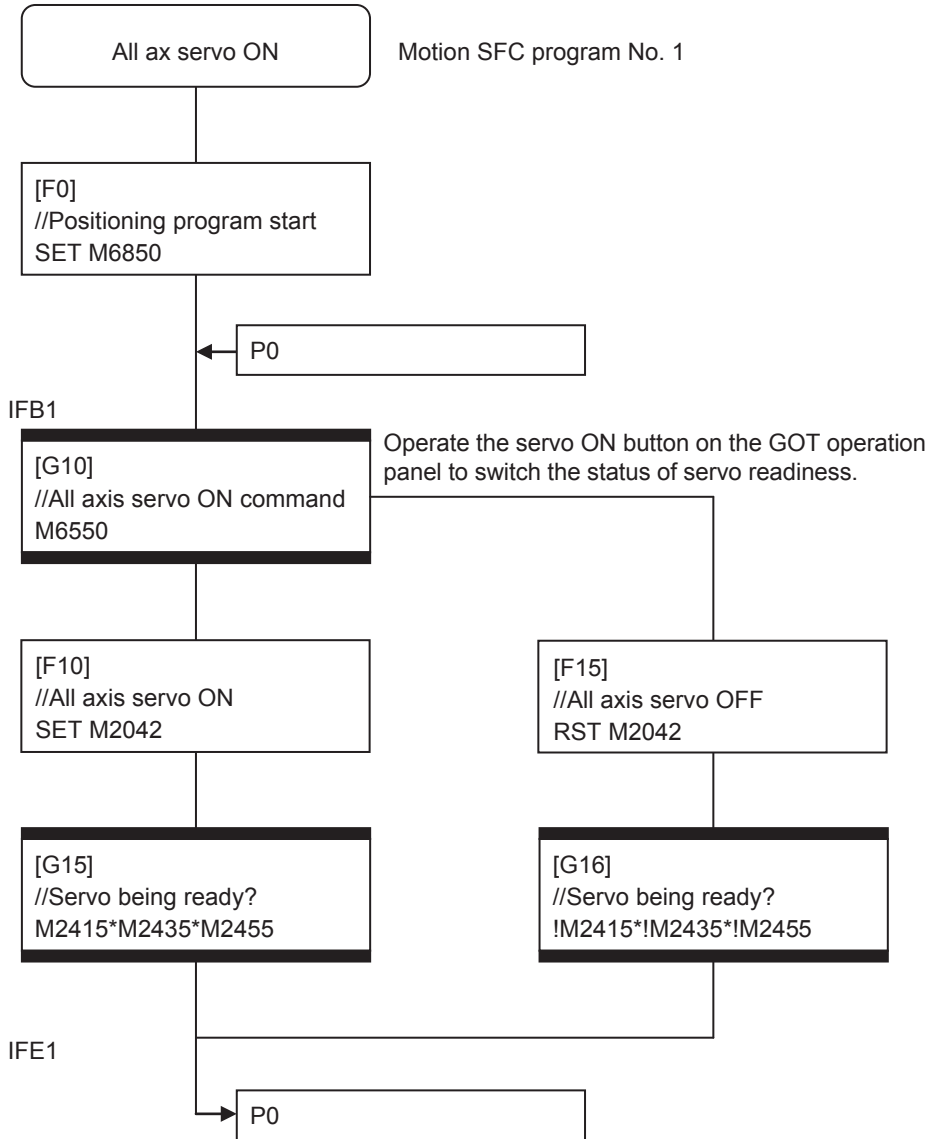 All ax servo ON
Motion SFC program No. 1
[F0]
//Positioning program start
SET M6850
P0
IFB1
[G10]
//All axis servo ON command
M6550
Operate the servo ON button on the GOT operation
panel to switch the status of servo readiness.
[F10]
//All axis servo ON
SET M2042
[F15]
//All axis servo OFF
RST M2042
[G15]
//Servo being ready?
M2415*M2435*M2455
[G16]
//Servo being ready?
!M2415*!M2435*!M2455
IFE1
P0